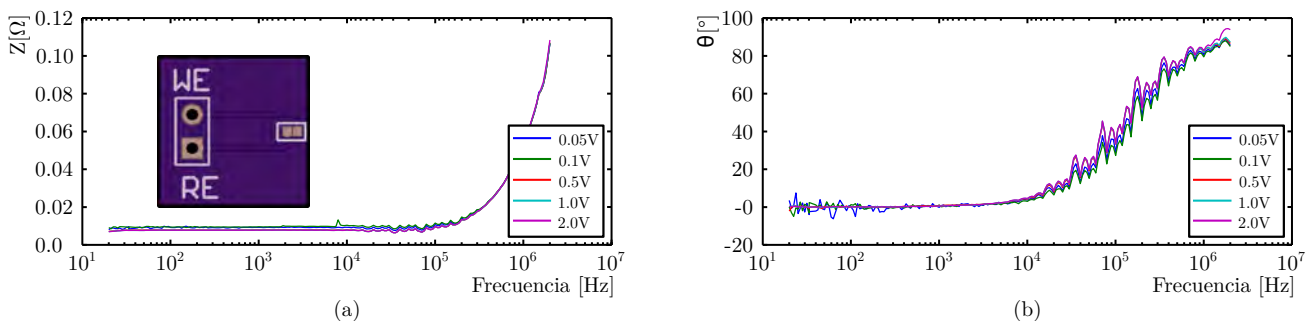 Z[Ω]
0.12
0.10
0.08
0.06
0.04
0.02
0.0
WE
RE
0.05V
0.1V
0.5V
1.0V
2.0V
10^1
10^2
10^3
10^4
10^5
10^6
10^7
Frecuencia [Hz]
(a)
θ[°]
100
80
60
40
20
-0
-20
0.05V
0.1V
0.5V
1.0V
2.0V
10^1
10^2
10^3
10^4
10^5
10^6
10^7
Frecuencia [Hz]
(b)